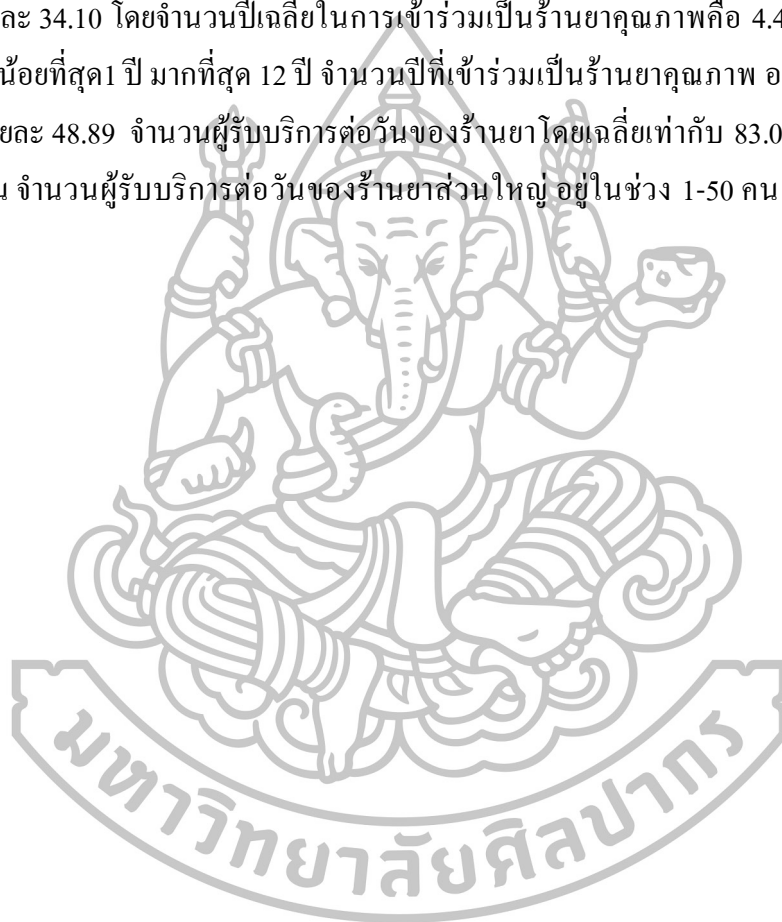 ละ 34.10 โดยจำนวนปีเฉลี่ยในการเข้าร่วมเป็นร้านยาคุณภาพคือ 4.4
น้อยที่สุด1 ปี มากที่สุด 12 ปี จำนวนปีที่เข้าร่วมเป็นร้านยาคุณภาพ อ
ยละ 48.89 จำนวนผู้รับบริการต่อวันของร้านยาโดยเฉลี่ยเท่ากับ 83.0
น จำนวนผู้รับบริการต่อวันของร้านยาส่วนใหญ่ อยู่ในช่วง 1-50 คน
มหาวิทยาลัยศิลปากร